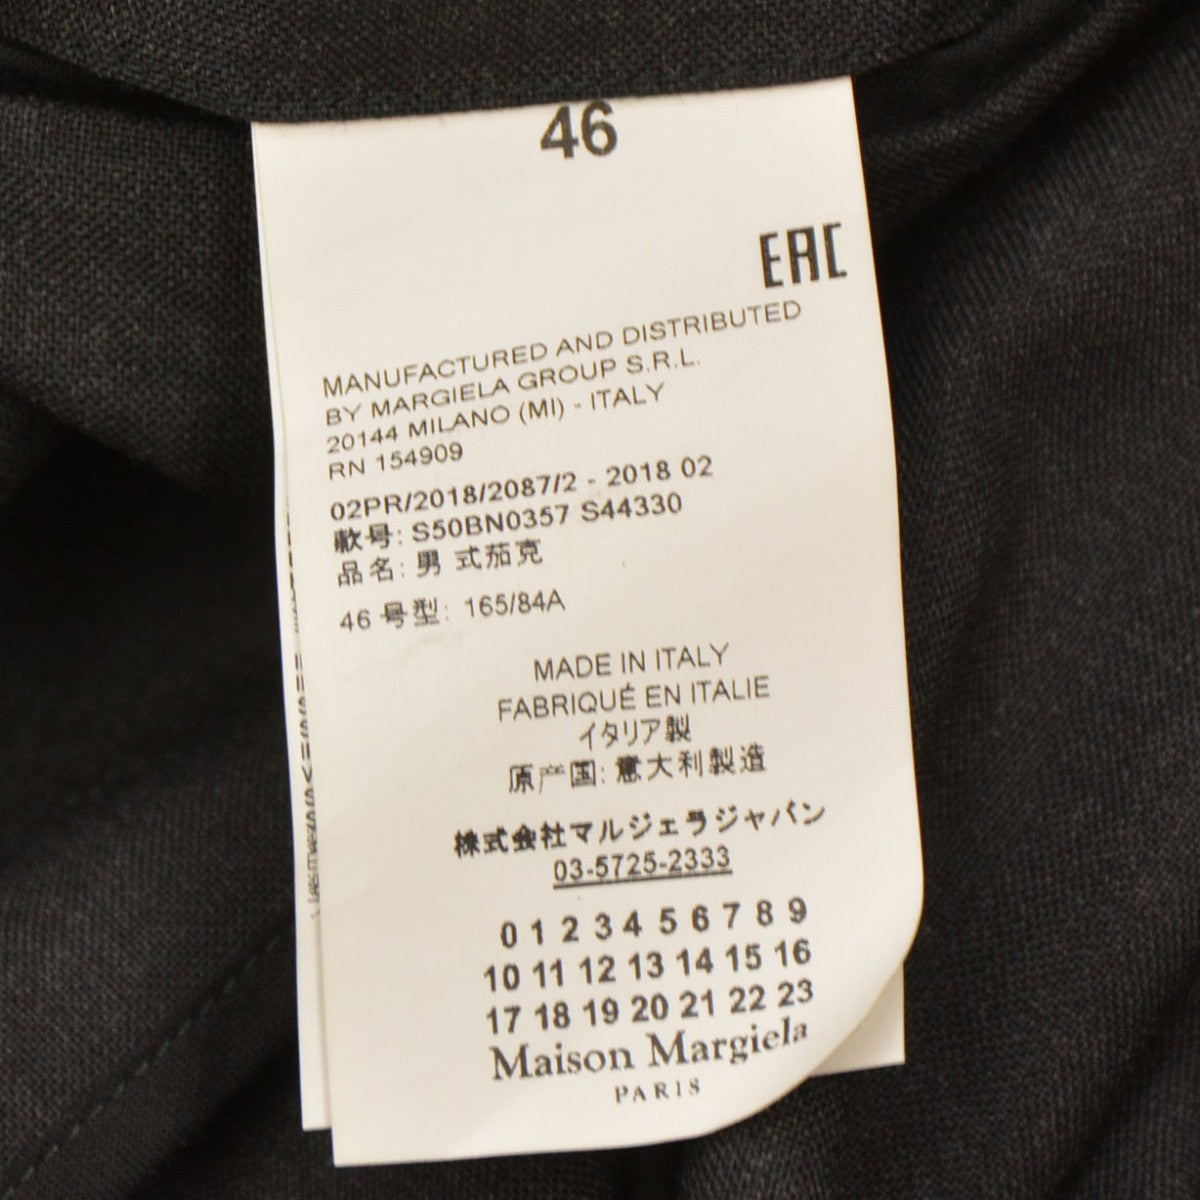 46
EAC
MANUFACTURED AND DISTRIBUTED
BY MARGIELA GROUP S.R.L.
20144 MILANO (MI) - ITALY
RN 154909
02PR/2018/2087/2 - 2018 02
款号: S50BN0357 S44330
品名: 男 式茄克
46 号型: 165/84A
MADE IN ITALY
FABRIQUÉ EN ITALIE
イタリア製
原产国: 意大利製造
株式会社マルジェラジャパン
03-5725-2333
0 1 2 3 4 5 6 7 8 9
10 11 12 13 14 15 16
17 18 19 20 21 22 23
Maison Margiela
PARIS